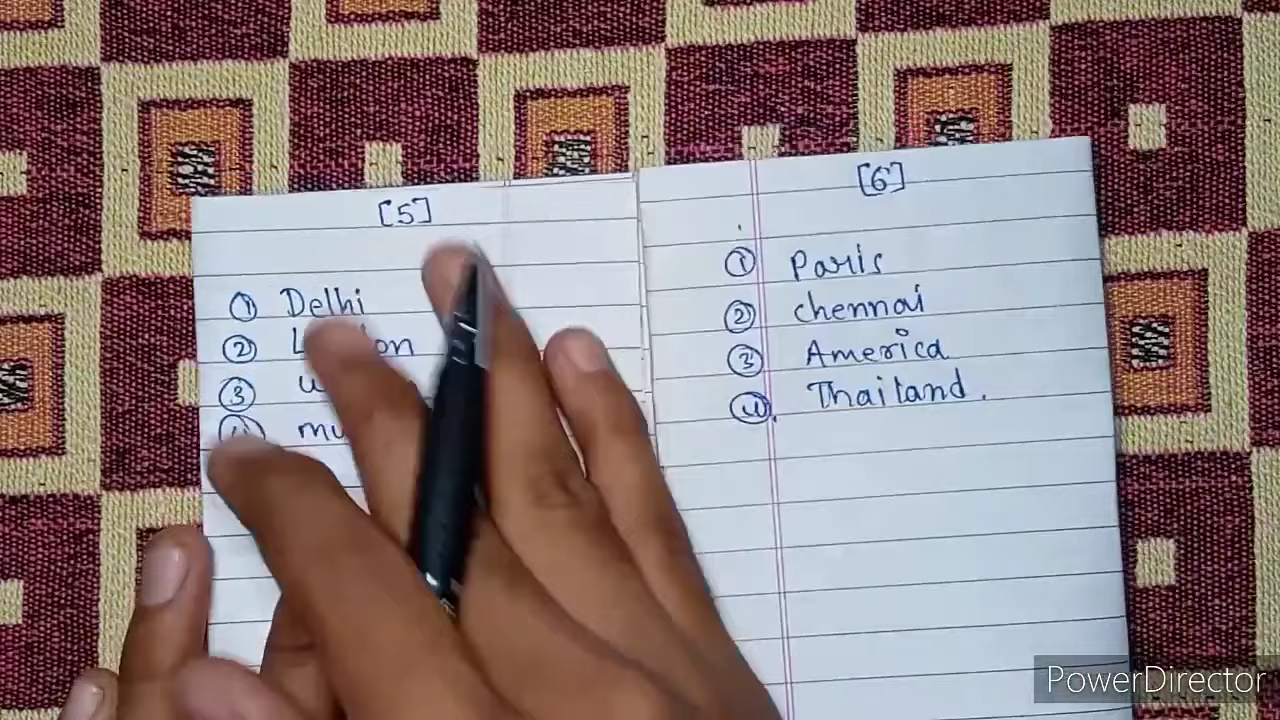 [5]
① Delhi
②
③
④
[6]
① Paris
② chennai
③ America
④. Thailand.
PowerDirector